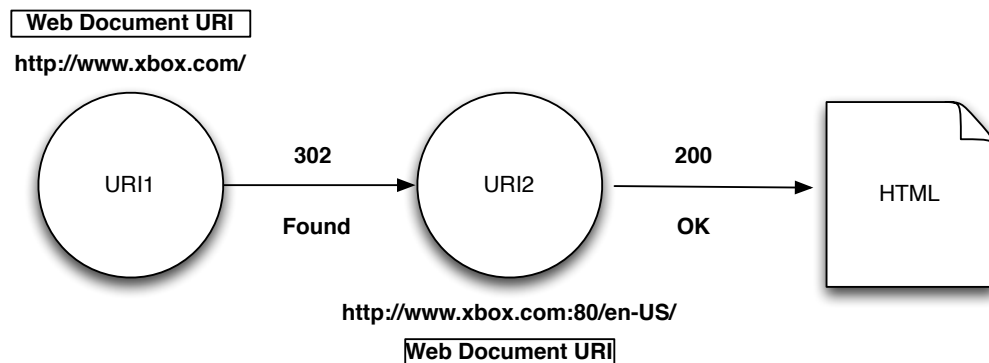 Web Document URI
http://www.xbox.com/
URI1
302
Found
URI2
200
OK
HTML
http://www.xbox.com:80/en-US/
Web Document URI